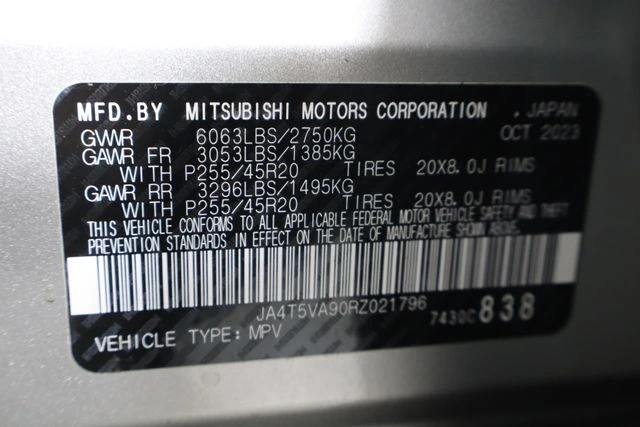 MFD.BY MITSUBISHI MOTORS CORPORATION . JAPAN
GVWR 6063LBS/2750KG OCT 2023
GAWR FR 3053LBS/1385KG
WITH P255/45R20 TIRES 20X8.0J RIMS
GAWR RR 3296LBS/1495KG
WITH P255/45R20 TIRES 20X8.0J RIMS
THIS VEHICLE CONFORMS TO ALL APPLICABLE FEDERAL MOTOR VEHICLE SAFETY AND THEFT
PREVENTION STANDARDS IN EFFECT ON THE DATE OF MANUFACTURE SHOWN ABOVE.
JA4T5VA90RZ021796
7430C 838
VEHICLE TYPE: MPV